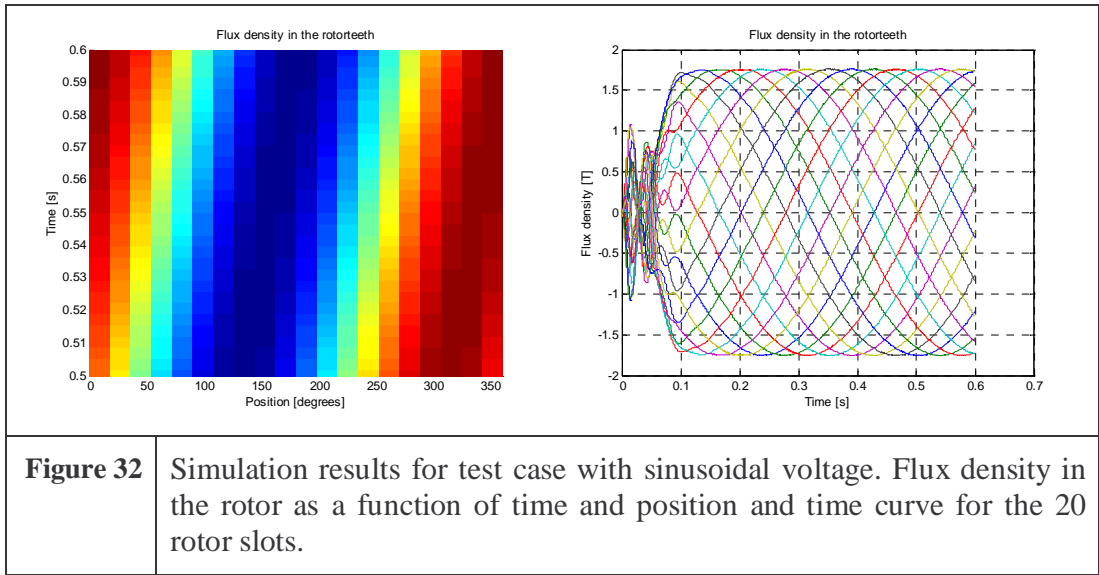 Flux density in the rotorteeth
0.6
0.59
0.58
0.57
0.56
0.55
0.54
0.53
0.52
0.51
0.5
Time [s]
0 50 100 150 200 250 300 350
Position [degrees]
Flux density in the rotorteeth
2
1.5
1
0.5
0
-0.5
-1
-1.5
-2
Flux density [T]
0 0.1 0.2 0.3 0.4 0.5 0.6 0.7
Time [s]
Figure 32
Simulation results for test case with sinusoidal voltage. Flux density in
the rotor as a function of time and position and time curve for the 20
rotor slots.